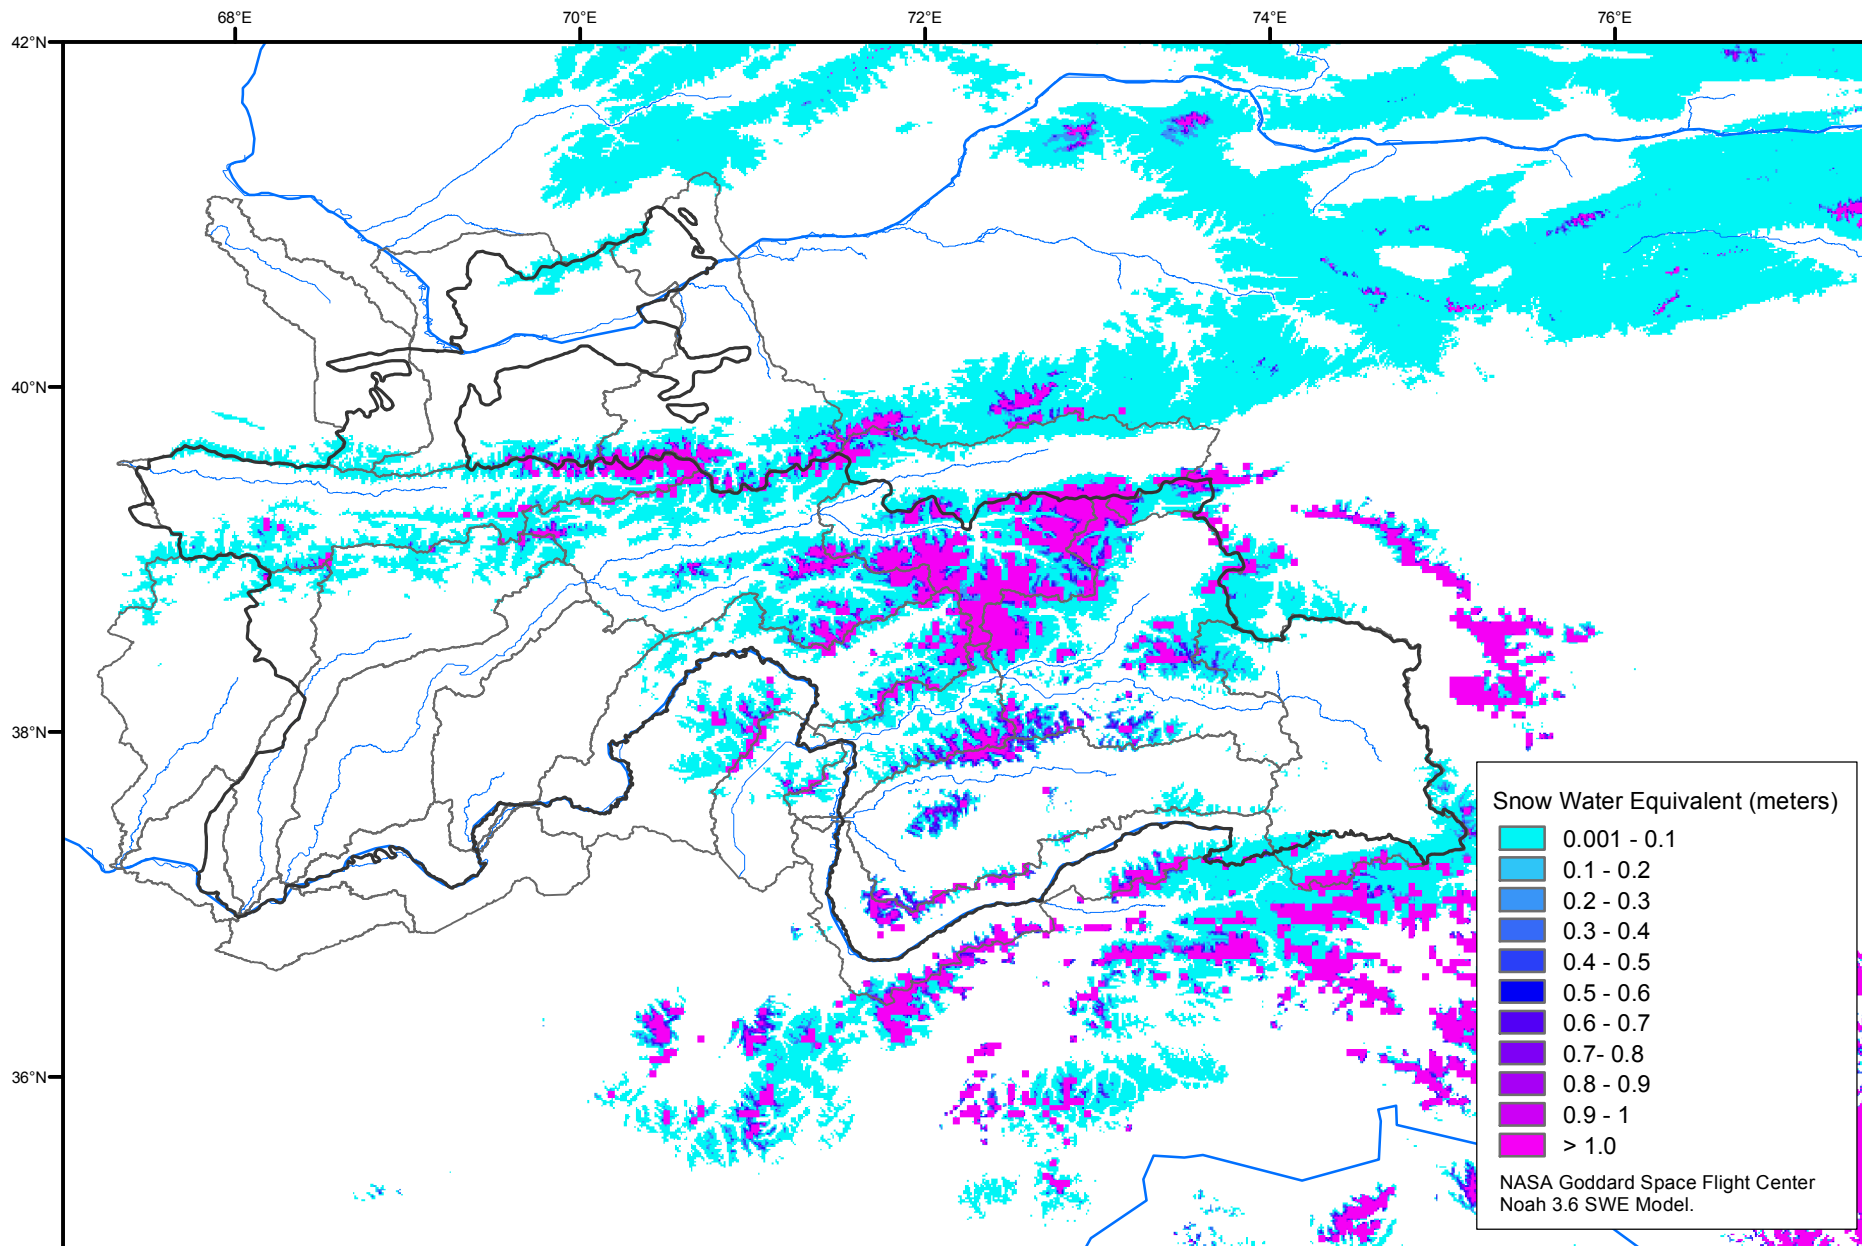 68°E
70°E
72°E
74°E
76°E
42°N
40°N
38°N
36°N
Snow Water Equivalent (meters)
0.001 - 0.1
0.1 - 0.2
0.2 - 0.3
0.3 - 0.4
0.4 - 0.5
0.5 - 0.6
0.6 - 0.7
0.7- 0.8
0.8 - 0.9
0.9 - 1
> 1.0
NASA Goddard Space Flight Center
Noah 3.6 SWE Model.